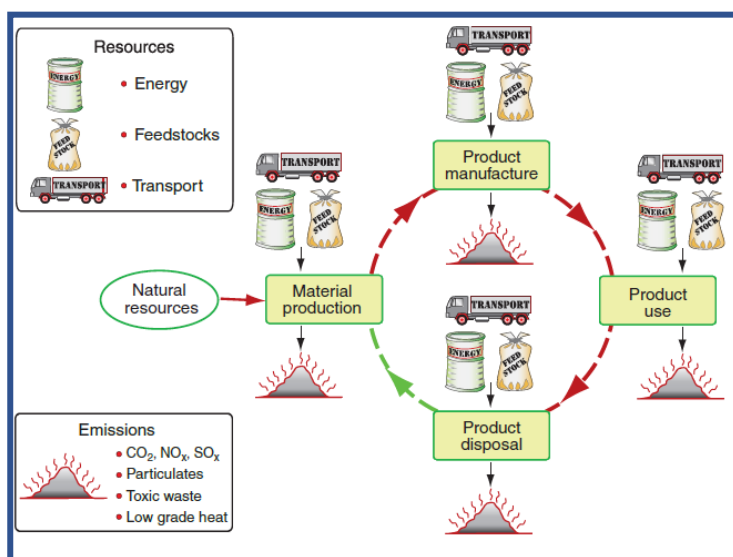 Resources
ENERGY
• Energy
FEED
STOCK
• Feedstocks
TRANSPORT
• Transport
TRANSPORT
ENERGY
FEED
STOCK
Product
manufacture
TRANSPORT
ENERGY
FEED
STOCK
TRANSPORT
ENERGY
FEED
STOCK
Natural
resources
Material
production
Product
use
TRANSPORT
ENERGY
FEED
STOCK
Product
disposal
Emissions
• CO₂, NOₓ, SOₓ
• Particulates
• Toxic waste
• Low grade heat